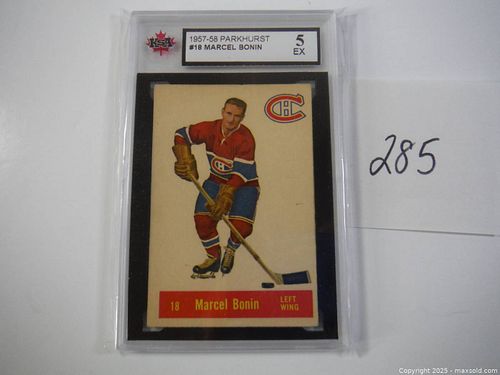 KSA
1957-58 PARKHURST
#18 MARCEL BONIN
5
EX
285
CH
18 Marcel Bonin LEFT
WING
Copyright 2025 - maxsold.com